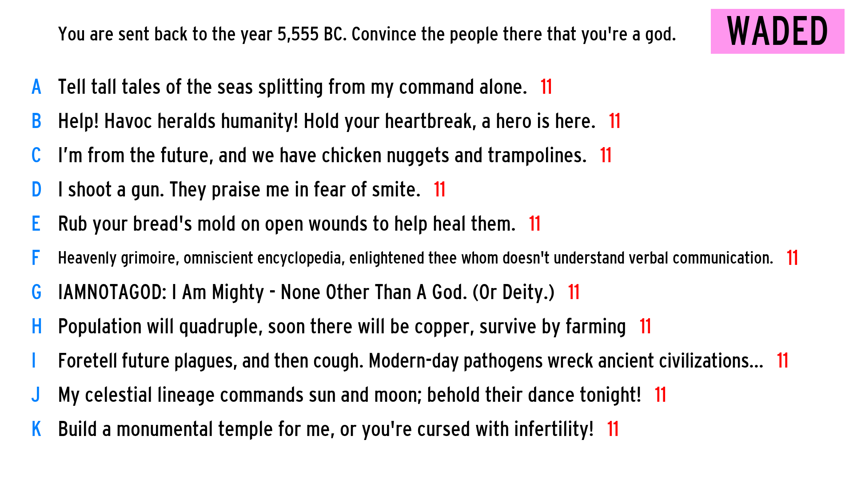 You are sent back to the year 5,555 BC. Convince the people there that you're a god.
WADED
A Tell tall tales of the seas splitting from my command alone. 11
B Help! Havoc heralds humanity! Hold your heartbreak, a hero is here. 11
C I’m from the future, and we have chicken nuggets and trampolines. 11
D I shoot a gun. They praise me in fear of smite. 11
E Rub your bread's mold on open wounds to help heal them. 11
F Heavenly grimoire, omniscient encyclopedia, enlightened thee whom doesn't understand verbal communication. 11
G IAMNOTAGOD: I Am Mighty - None Other Than A God. (Or Deity.) 11
H Population will quadruple, soon there will be copper, survive by farming 11
I Foretell future plagues, and then cough. Modern-day pathogens wreck ancient civilizations... 11
J My celestial lineage commands sun and moon; behold their dance tonight! 11
K Build a monumental temple for me, or you're cursed with infertility! 11